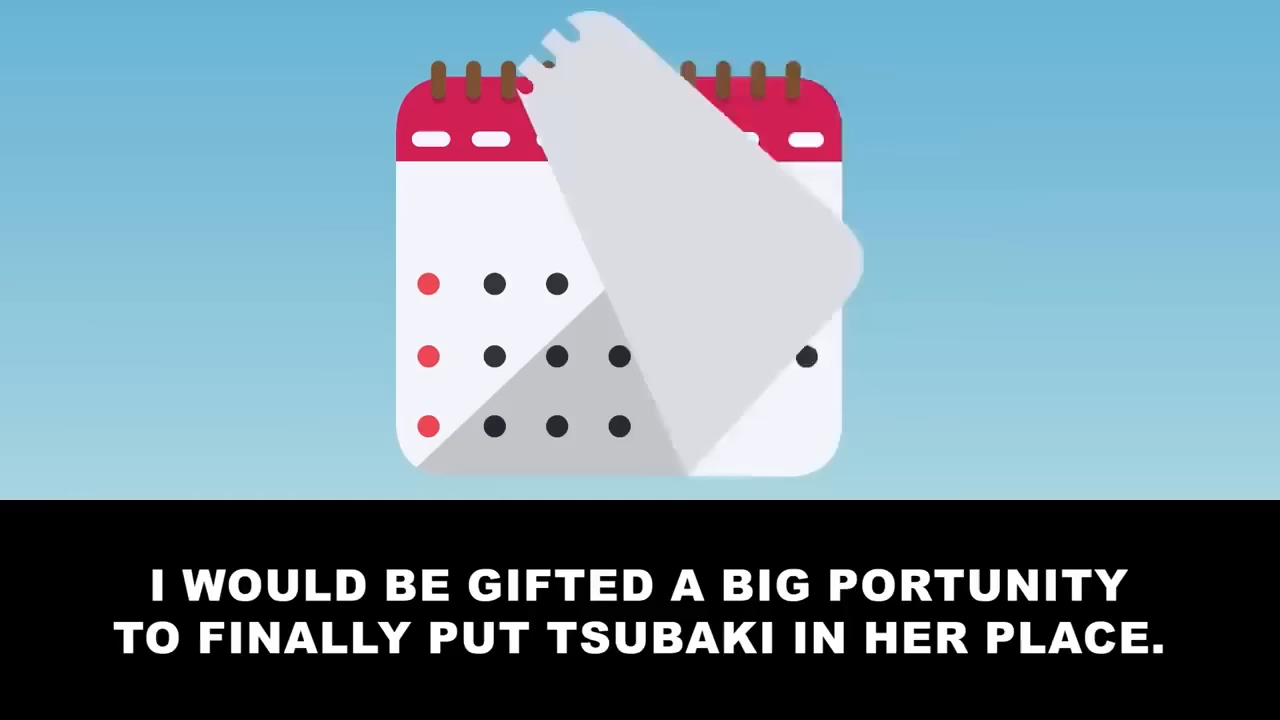 I WOULD BE GIFTED A BIG PORTUNITY
TO FINALLY PUT TSUBAKI IN HER PLACE.